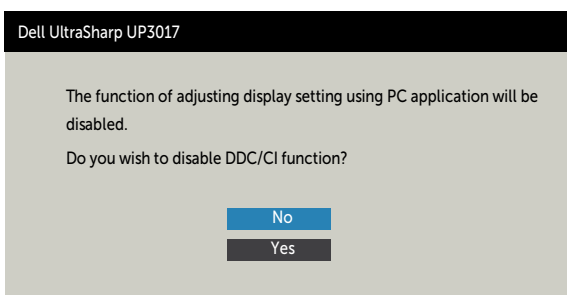 Dell UltraSharp UP3017
The function of adjusting display setting using PC application will be
disabled.
Do you wish to disable DDC/CI function?
No
Yes